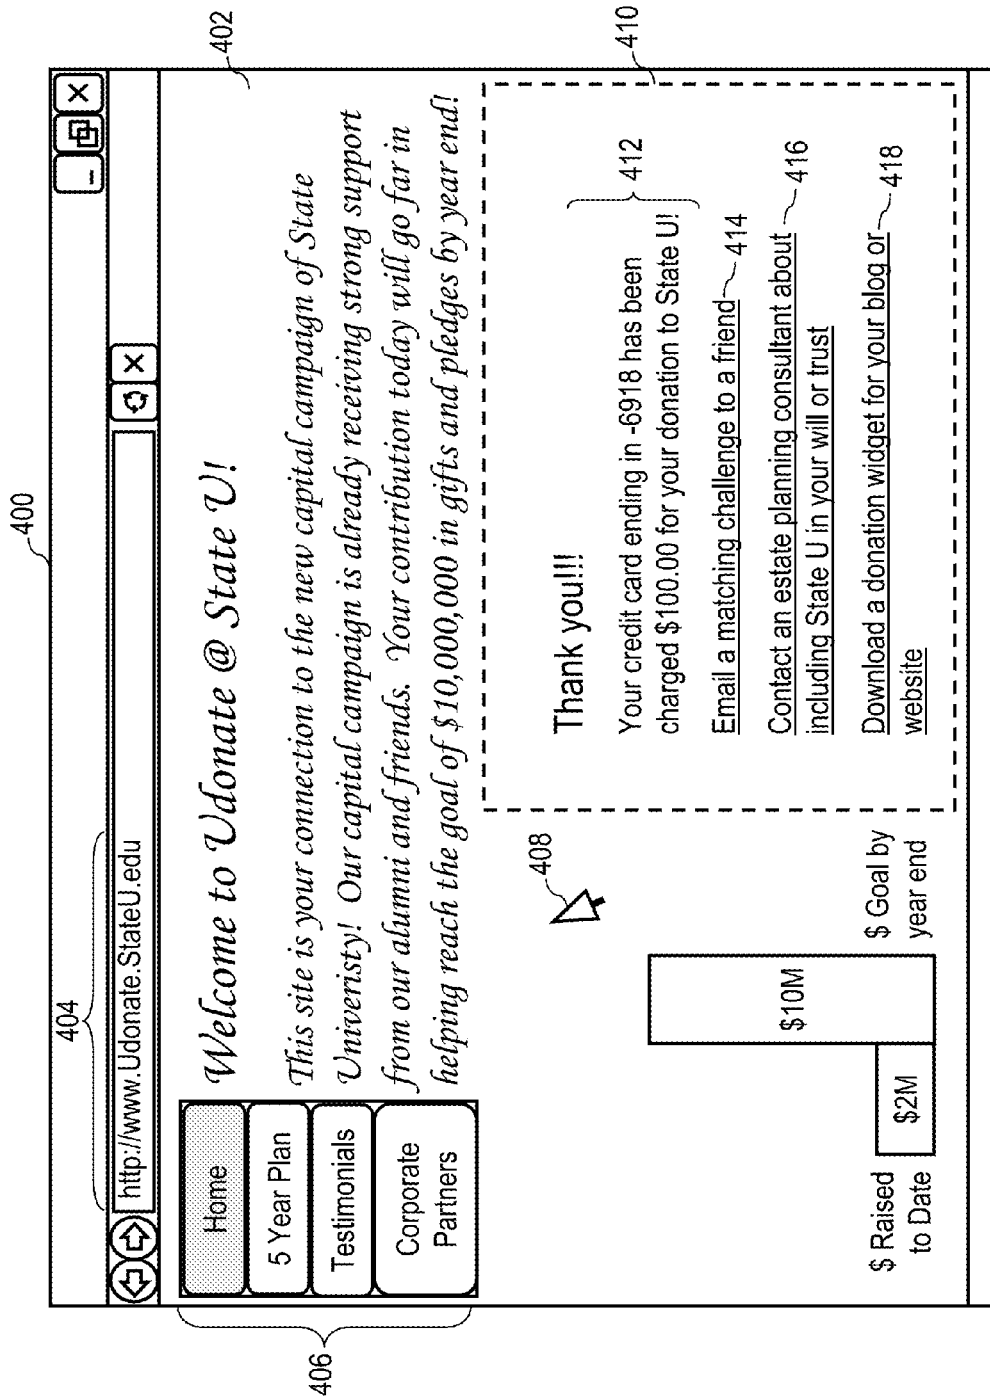 400
404
http://www.Udonate.StateU.edu
402
406
Home
5 Year Plan
Testimonials
Corporate
Partners
Welcome to Udonate @ State U!
This site is your connection to the new capital campaign of State
Univeristy! Our capital campaign is already receiving strong support
from our alumni and friends. Your contribution today will go far in
helping reach the goal of $10,000,000 in gifts and pledges by year end!
408
$ Raised
to Date
$2M
$10M
$ Goal by
year end
410
Thank you!!!
Your credit card ending in -6918 has been
charged $100.00 for your donation to State U!
412
Email a matching challenge to a friend
414
Contact an estate planning consultant about
including State U in your will or trust
416
Download a donation widget for your blog or
website
418